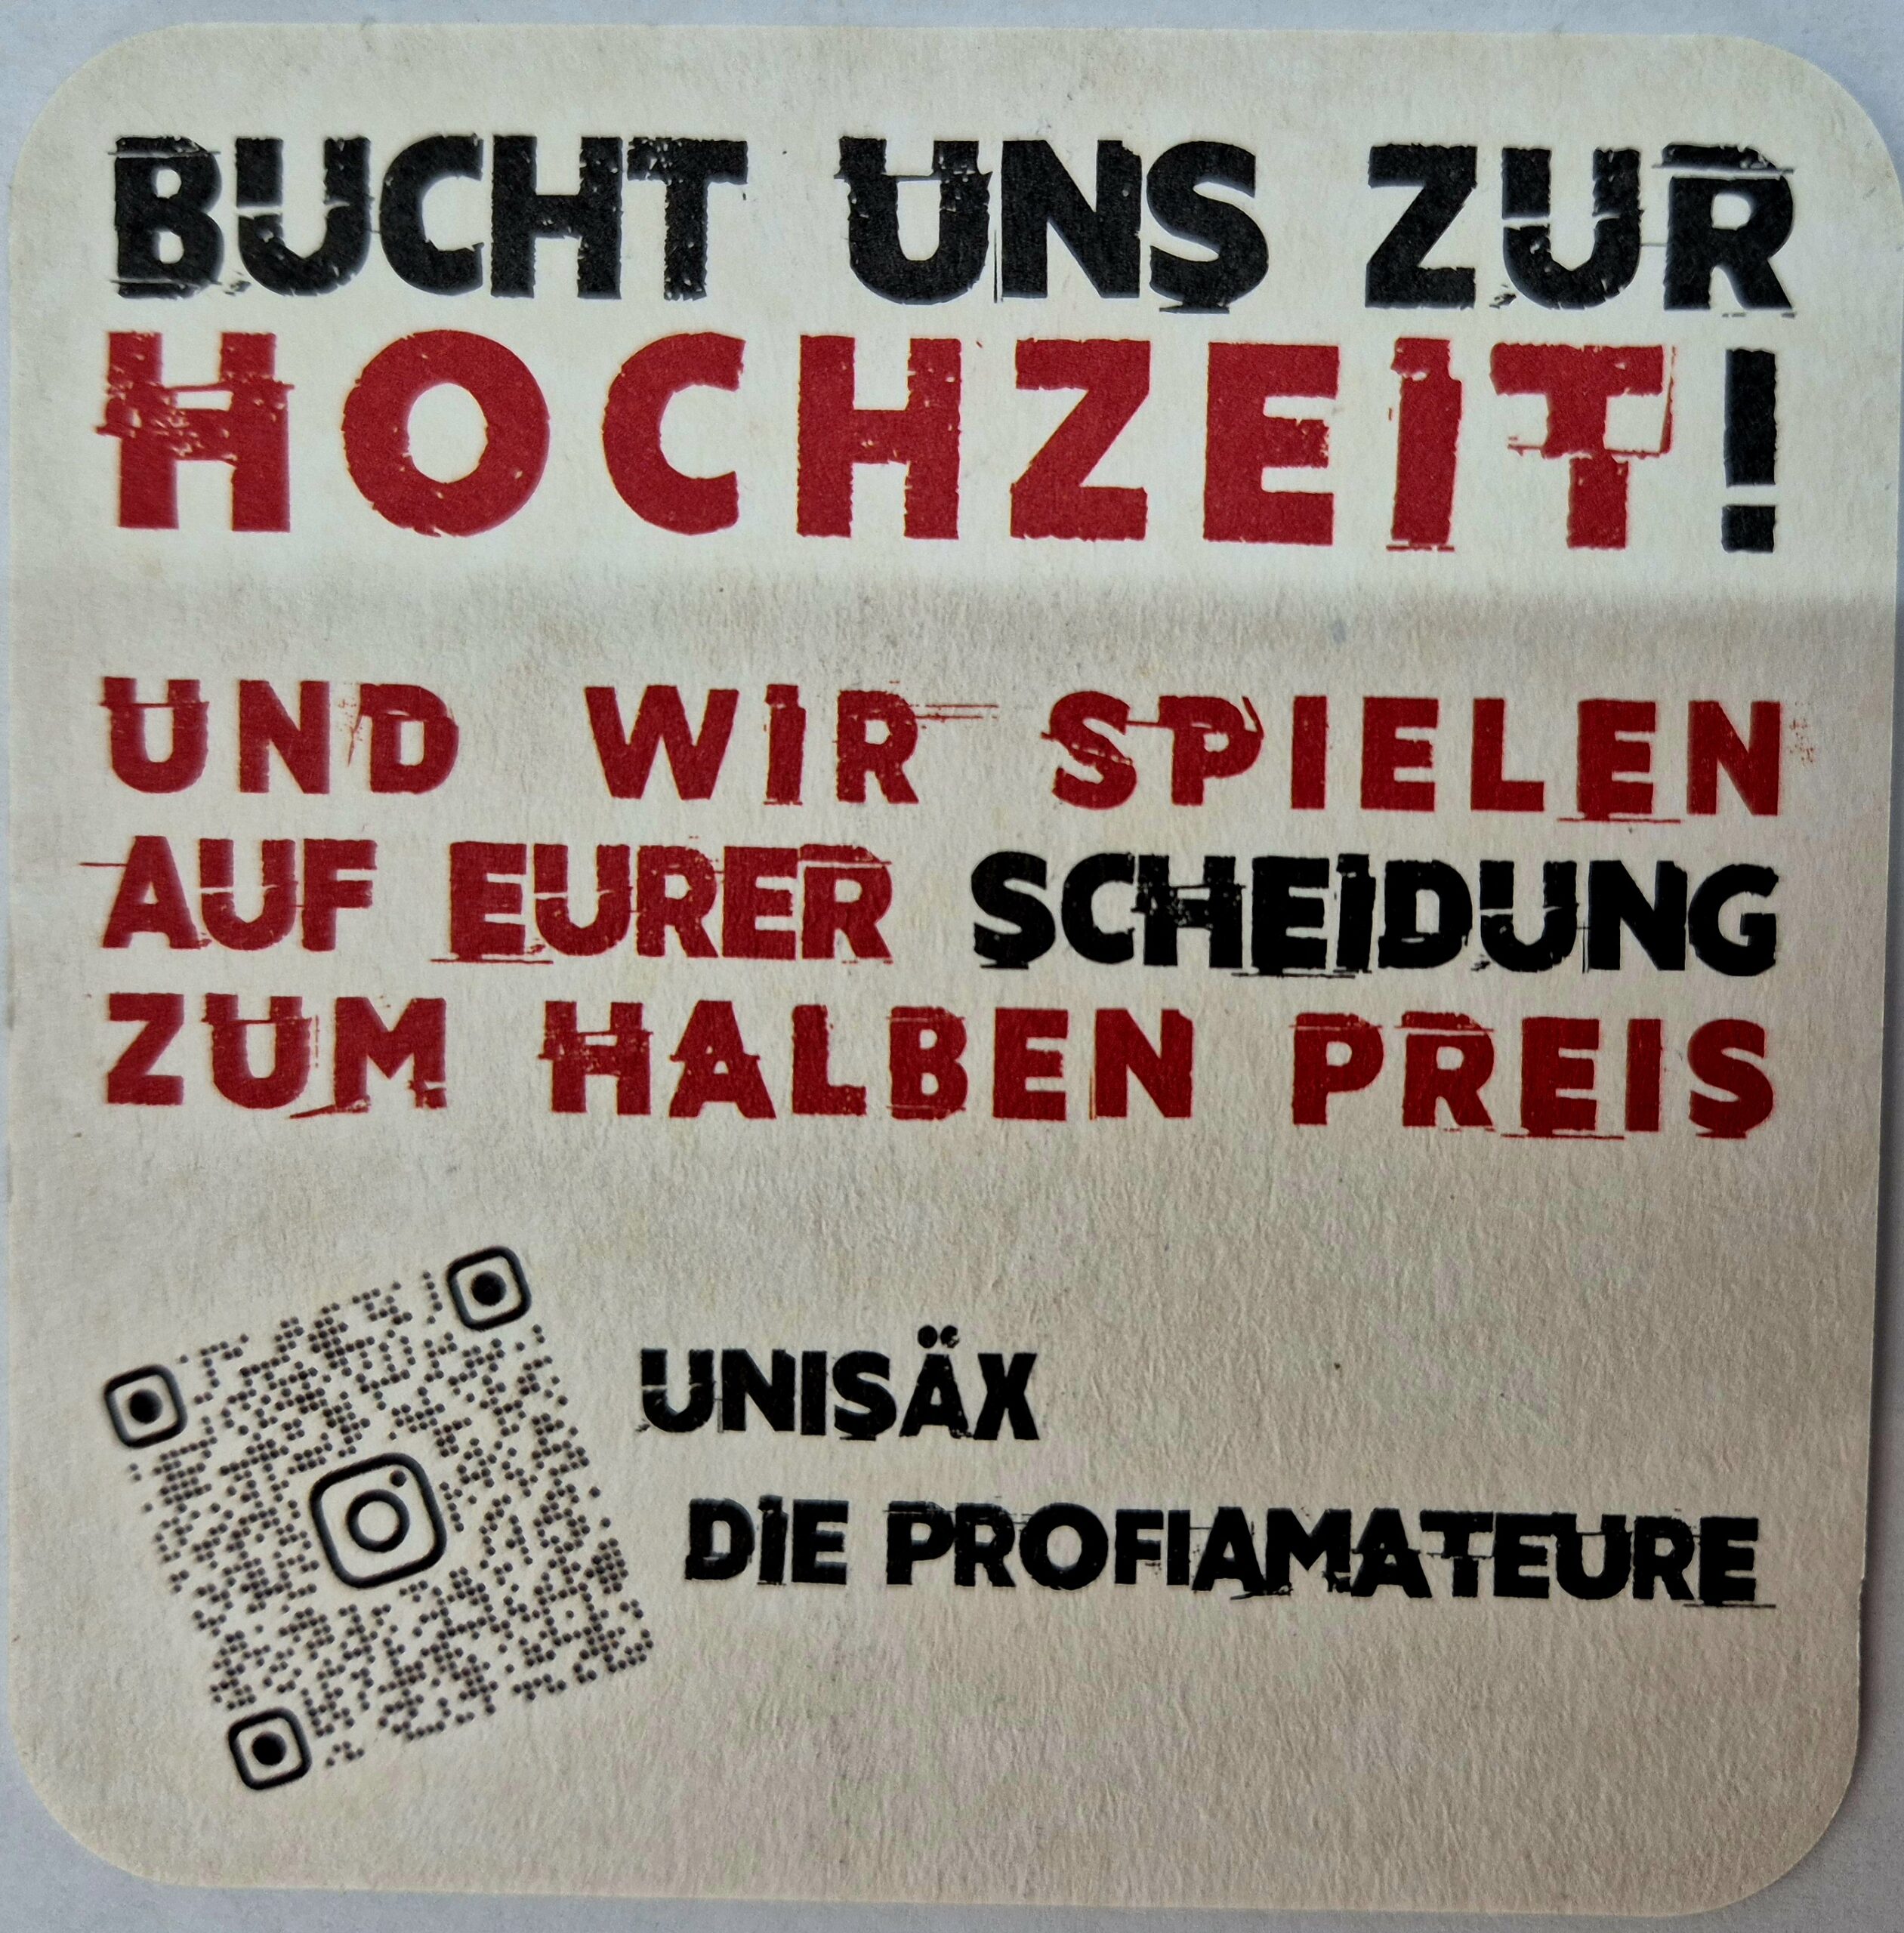 BUCHT UNS ZUR
HOCHZEIT!
UND WIR SPIELEN
AUF EURER SCHEIDUNG
ZUM HALBEN PREIS
UNISÄX
DIE PROFIAMATEURE